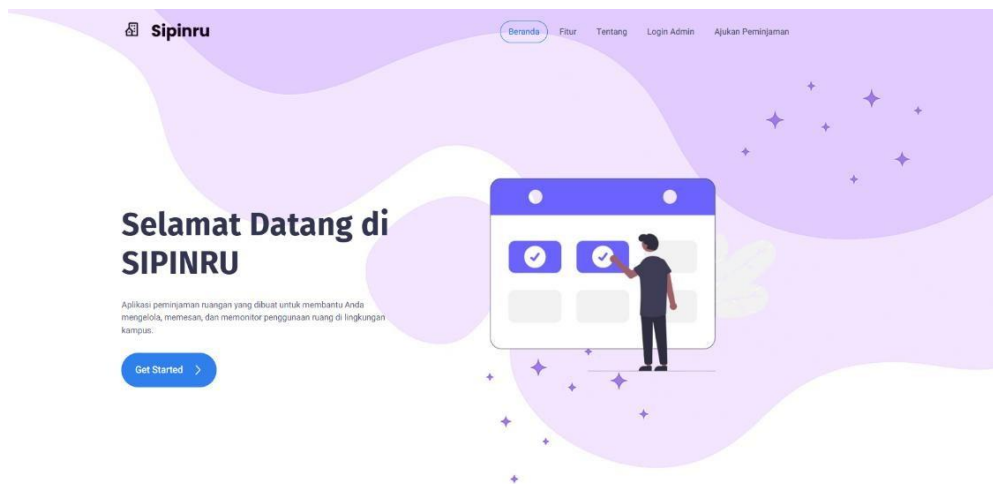 Sipinru
Beranda Fitur Tentang Login Admin Ajukan Peminjaman
Selamat Datang di
SIPINRU
Aplikasi peminjaman ruangan yang dibuat untuk membantu Anda
mengelola, memesan, dan memonitor penggunaan ruang di lingkungan
kampus.
Get Started